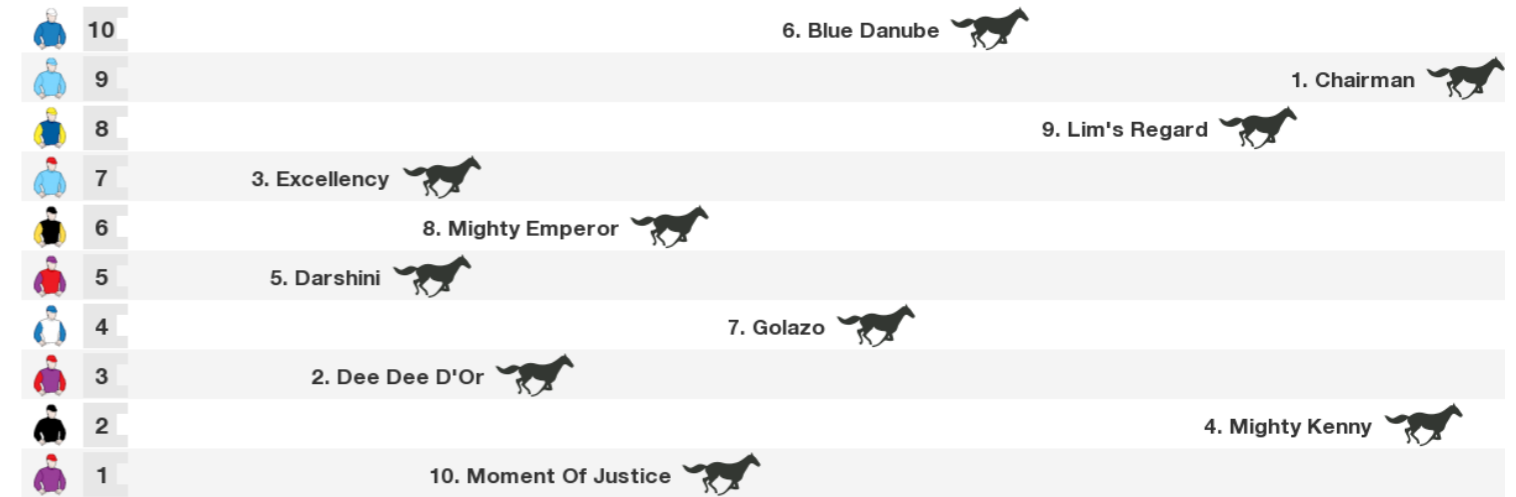 10 6. Blue Danube
9 1. Chairman
8 9. Lim's Regard
7 3. Excellency
6 8. Mighty Emperor
5 5. Darshini
4 7. Golazo
3 2. Dee Dee D'Or
2 4. Mighty Kenny
1 10. Moment Of Justice